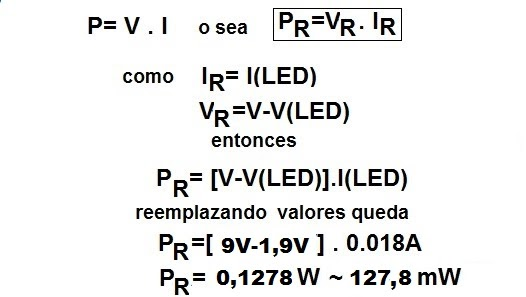 P= V . I o sea PR=VR. IR
como IR= I(LED)
VR=V-V(LED)
entonces
PR= [V-V(LED)].I(LED)
reemplazando valores queda
PR=[ 9V-1,9V ] . 0.018A
PR= 0,1278 W ~ 127,8 mW